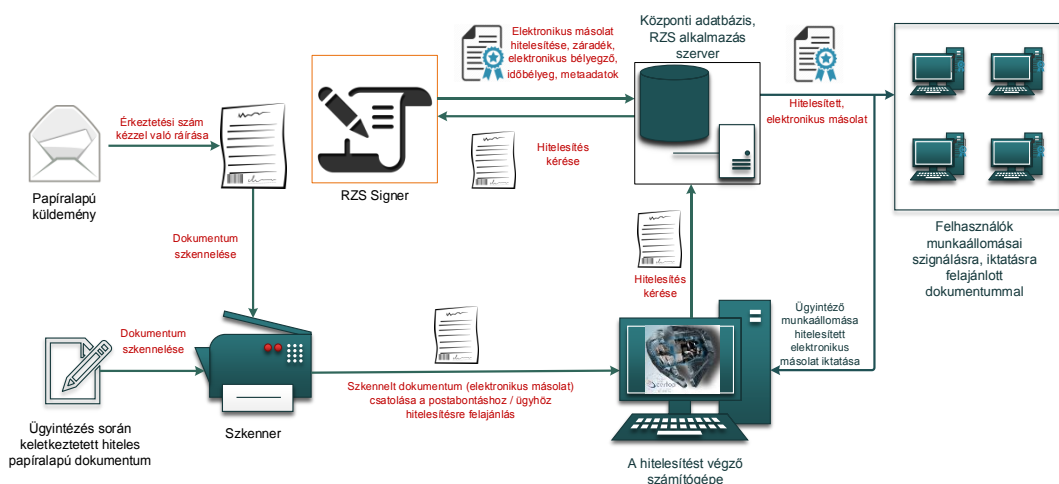 Elektronikus másolat
hitelesítése, záradék,
elektronikus bélyegző,
időbélyeg, metaadatok
Központi adatbázis,
RZS alkalmazás
szerver
Hitelesített,
elektronikus másolat
Érkeztetési szám
kézzel való ráírása
Hitelesítés
kérése
Papíralapú
küldemény
RZS Signer
Felhasználók
munkaállomásai
szignálásra, iktatásra
felajánlott
dokumentummal
Dokumentum
szkennelése
Hitelesítés
kérése
Ügyintéző
munkaállomása
hitelesített
elektronikus
másolat iktatása
Dokumentum
szkennelése
Szkennelt dokumentum (elektronikus másolat)
csatolása a postabontáshoz / ügyhöz
hitelesítésre felajánlás
Ügyintézés során
keletkeztetett hiteles
papíralapú dokumentum
Szkenner
A hitelesítést végző
számítógépe